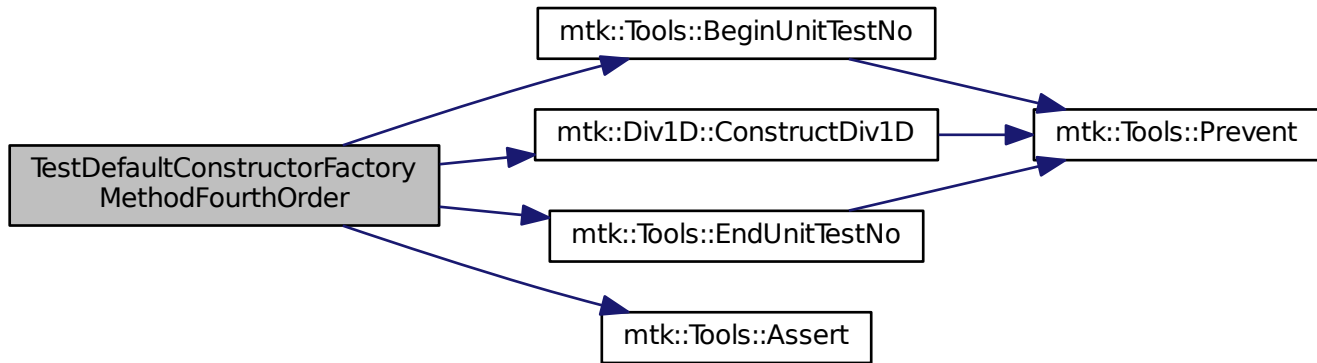 mtk::Tools::BeginUnitTestNo
mtk::Div1D::ConstructDiv1D
mtk::Tools::Prevent
TestDefaultConstructorFactory
MethodFourthOrder
mtk::Tools::EndUnitTestNo
mtk::Tools::Assert